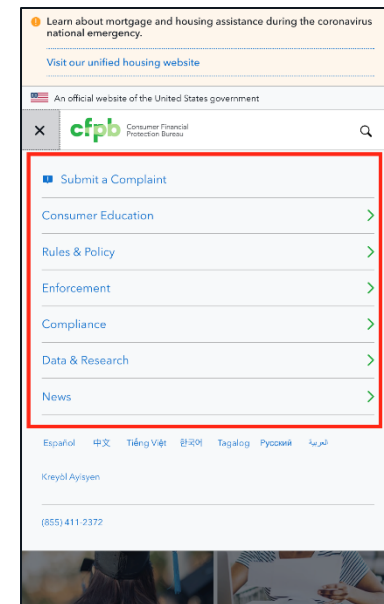 Learn about mortgage and housing assistance during the coronavirus
national emergency.
Visit our unified housing website
An official website of the United States government
cfpb Consumer Financial
Protection Bureau
Submit a Complaint
Consumer Education
Rules & Policy
Enforcement
Compliance
Data & Research
News
Español 中文 Tiếng Việt 한국어 Tagalog Русский العربية
Kreyòl Ayisyen
(855) 411-2372